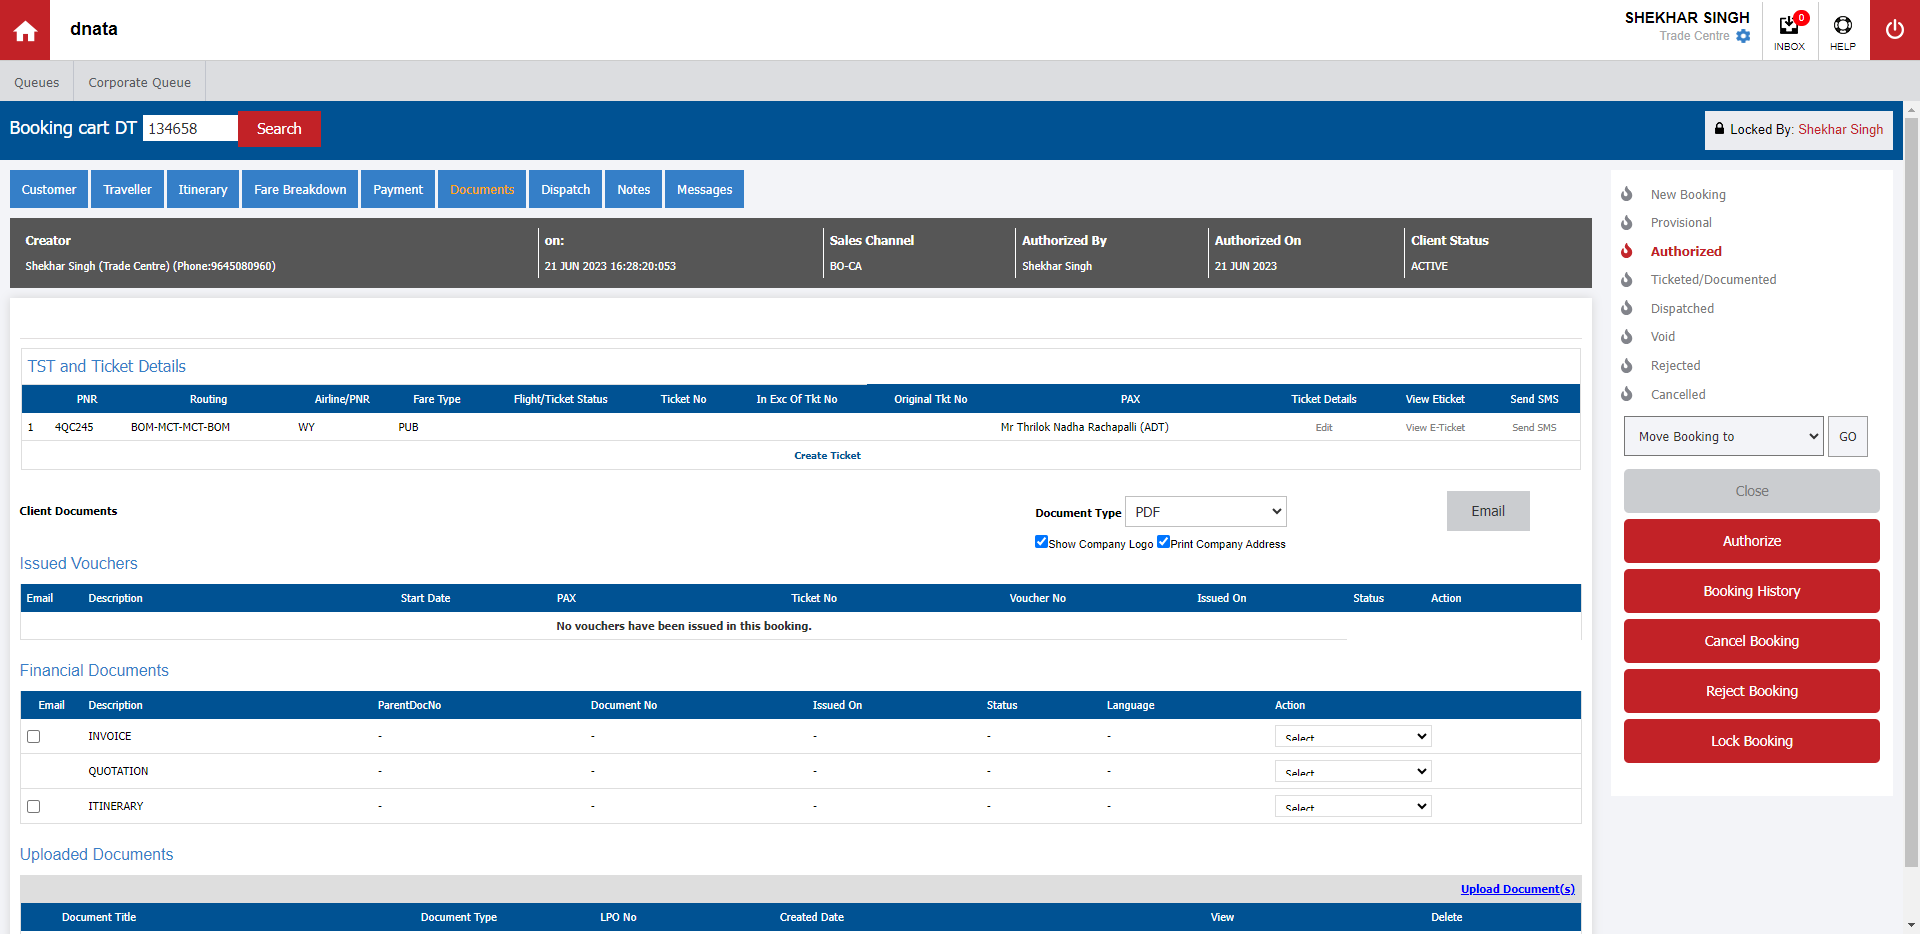 dnata
SHEKHAR SINGH
Trade Centre
0
INBOX
HELP
Queues
Corporate Queue
Booking cart DT 134658 Search
Locked By: Shekhar Singh
Customer Traveller Itinerary Fare Breakdown Payment Documents Dispatch Notes Messages
Creator on: Sales Channel Authorized By Authorized On Client Status
Shekhar Singh (Trade Centre) (Phone:9645080960) 21 JUN 2023 16:28:20:053 BO-CA Shekhar Singh 21 JUN 2023 ACTIVE
TST and Ticket Details
PNR Routing Airline/PNR Fare Type Flight/Ticket Status Ticket No In Exc Of Tkt No Original Tkt No PAX Ticket Details View Eticket Send SMS
1 4QC245 BOM-MCT-MCT-BOM WY PUB Mr Thrilok Nadha Rachapalli (ADT) Edit View E-Ticket Send SMS
Create Ticket
Client Documents
Document Type PDF
Email
Show Company Logo Print Company Address
Issued Vouchers
Email Description Start Date PAX Ticket No Voucher No Issued On Status Action
No vouchers have been issued in this booking.
Financial Documents
Email Description ParentDocNo Document No Issued On Status Language Action
INVOICE - - - - - Select
QUOTATION - - - - - Select
ITINERARY - - - - - Select
Uploaded Documents
Upload Document(s)
Document Title Document Type LPO No Created Date View Delete
New Booking
Provisional
Authorized
Ticketed/Documented
Dispatched
Void
Rejected
Cancelled
Move Booking to GO
Close
Authorize
Booking History
Cancel Booking
Reject Booking
Lock Booking